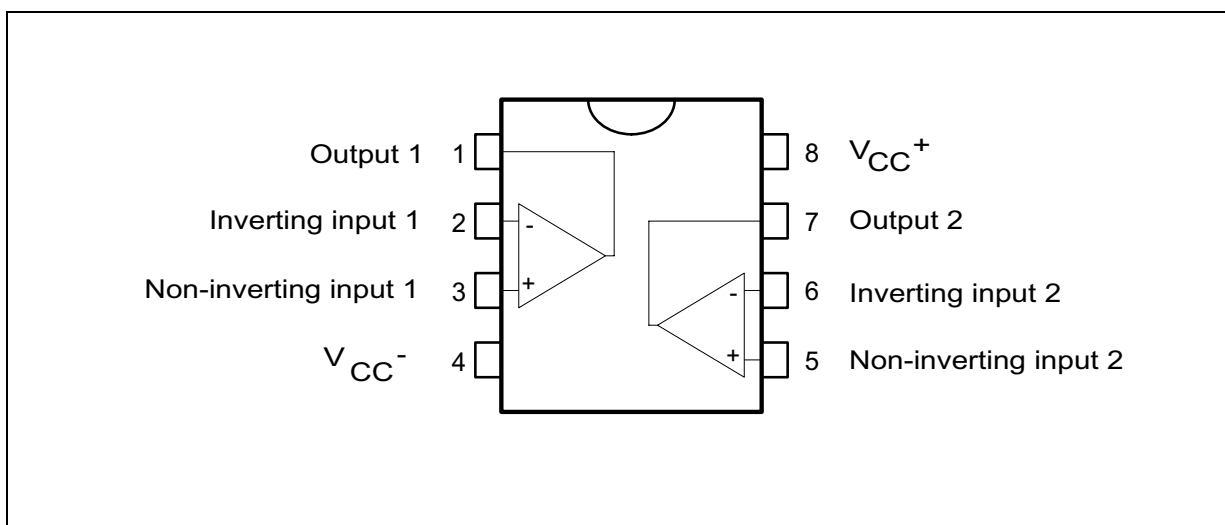 Output 1 1
Inverting input 1 2
Non-inverting input 1 3
VCC- 4
8 VCC+
7 Output 2
6 Inverting input 2
5 Non-inverting input 2
-
+
-
+